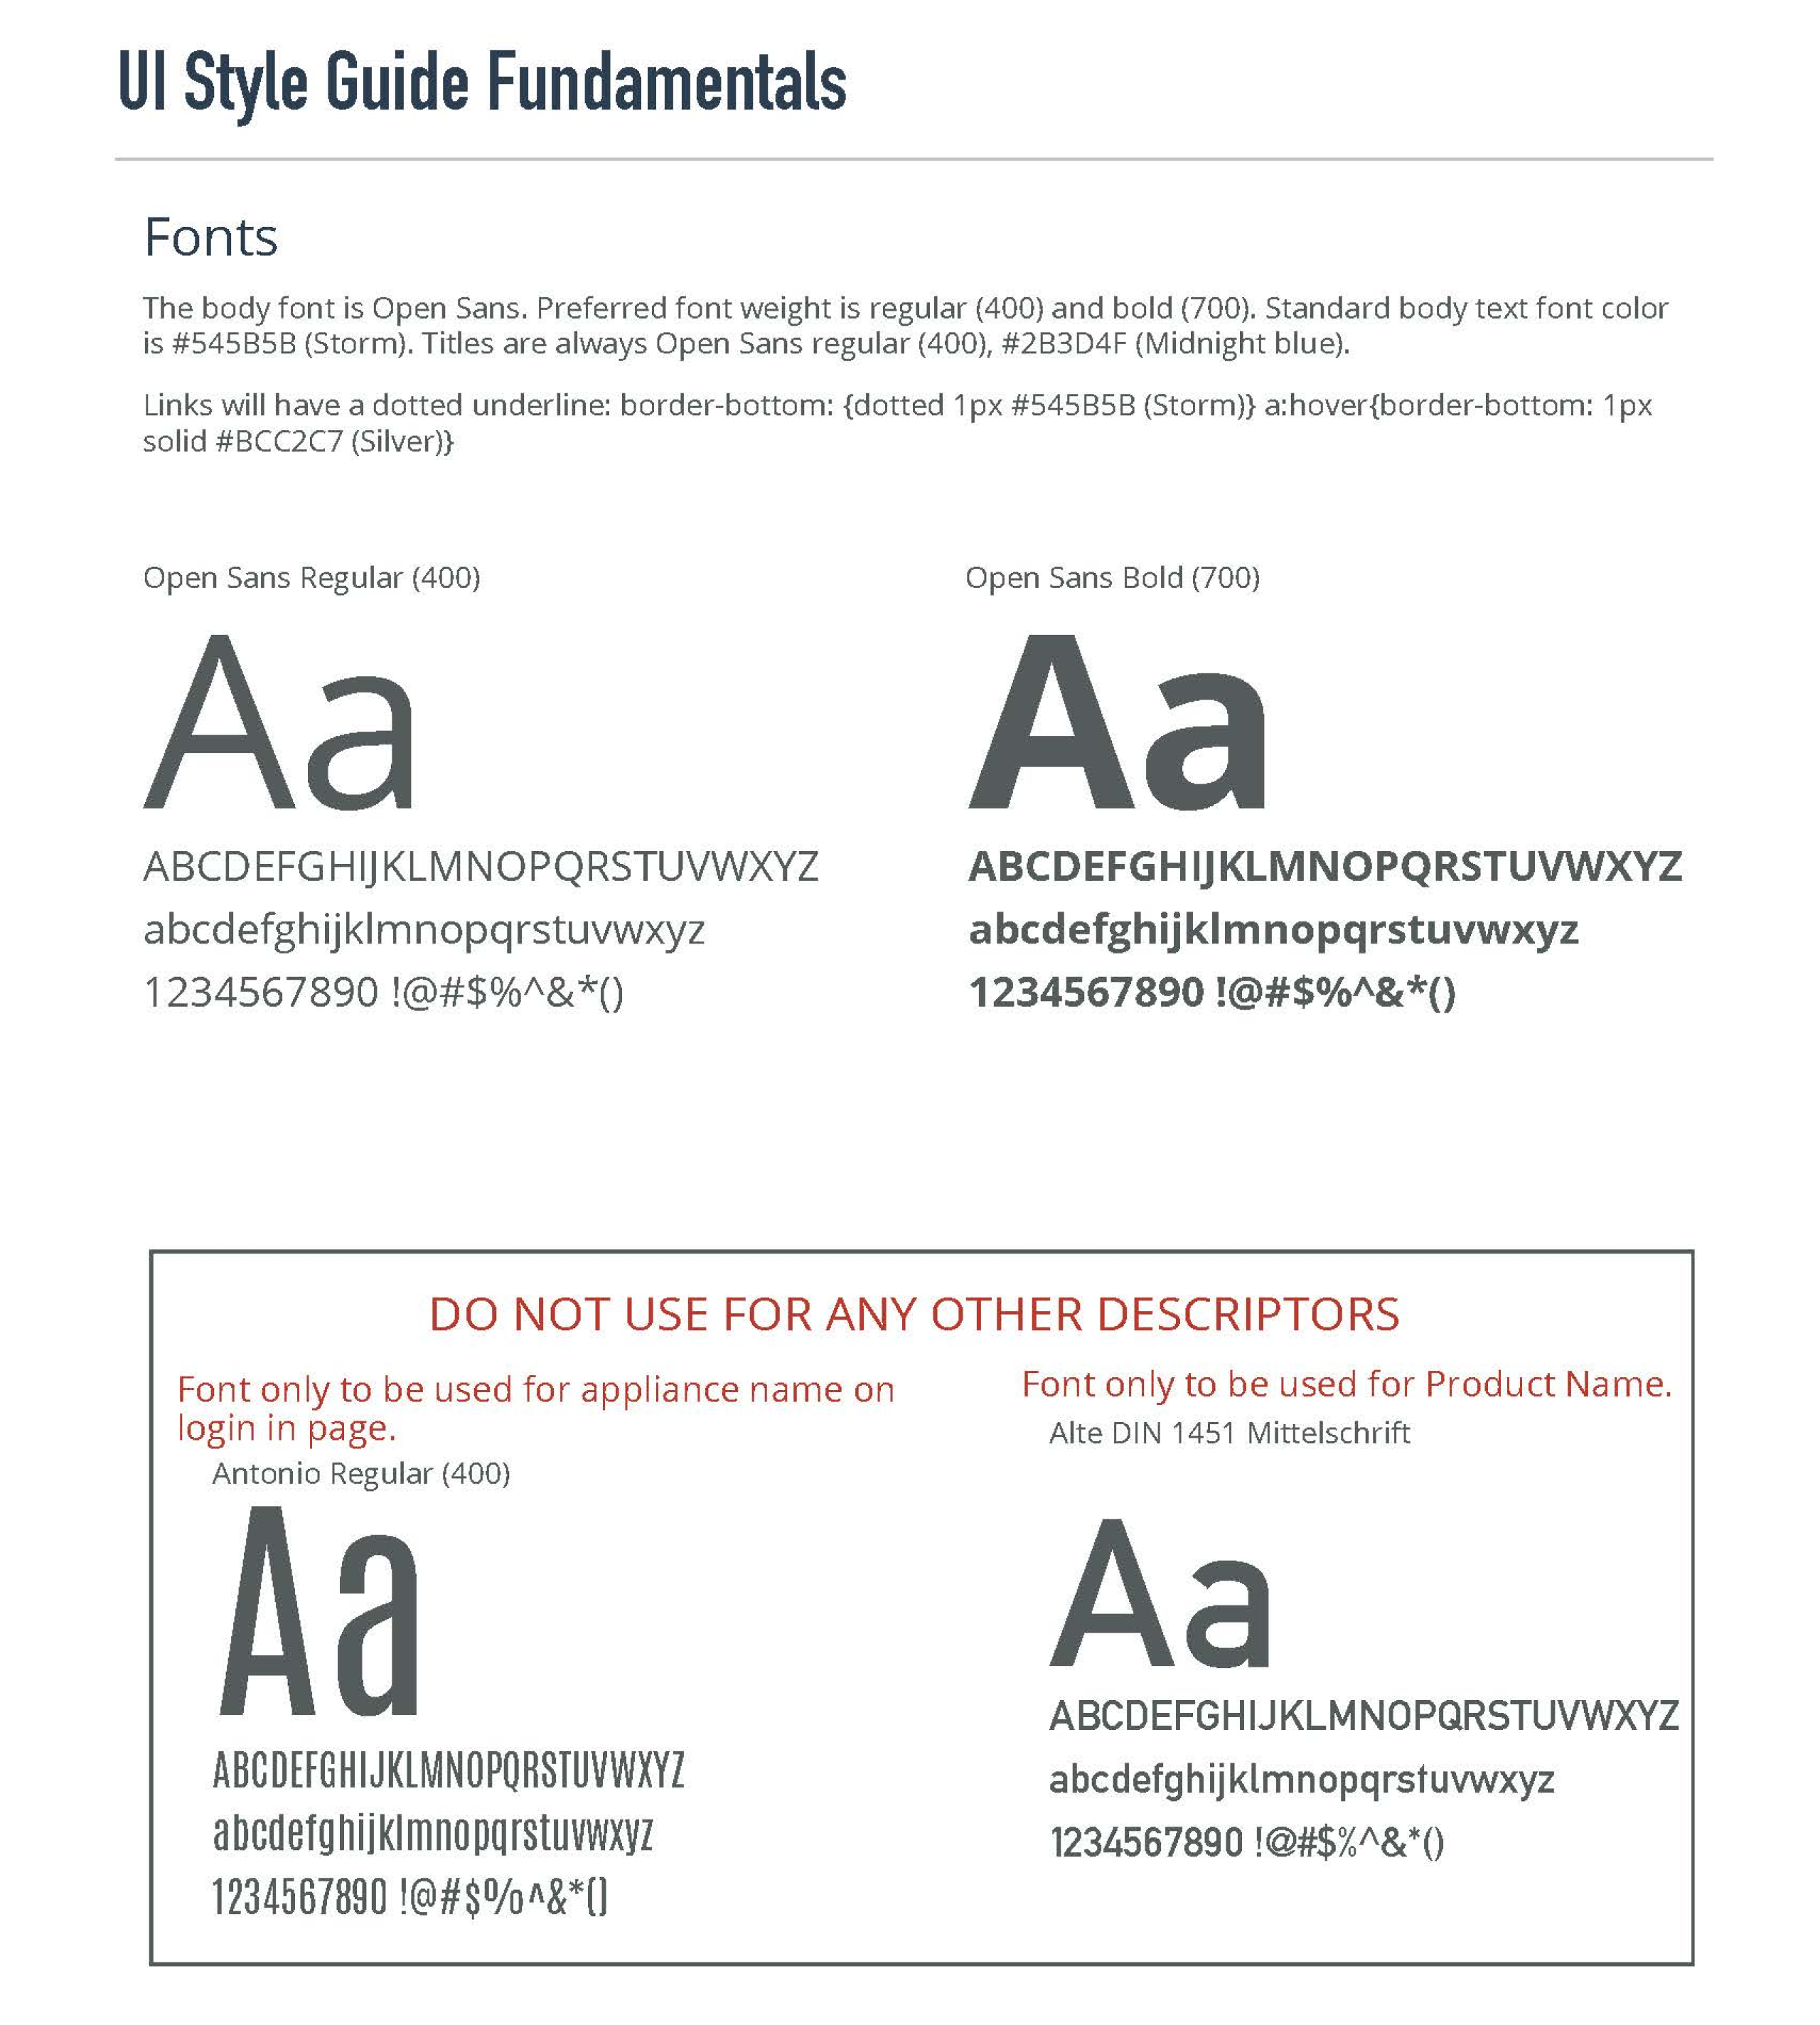 UI Style Guide Fundamentals
Fonts
The body font is Open Sans. Preferred font weight is regular (400) and bold (700). Standard body text font color
is #545B5B (Storm). Titles are always Open Sans regular (400), #2B3D4F (Midnight blue).
Links will have a dotted underline: border-bottom: {dotted 1px #545B5B (Storm)} a:hover{border-bottom: 1px
solid #BCC2C7 (Silver)}
Open Sans Regular (400)
Aa
ABCDEFGHIJKLMNOPQRSTUVWXYZ
abcdefghijklmnopqrstuvwxyz
1234567890 !@#$%^&*()
Open Sans Bold (700)
Aa
ABCDEFGHIJKLMNOPQRSTUVWXYZ
abcdefghijklmnopqrstuvwxyz
1234567890 !@#$%^&*()
DO NOT USE FOR ANY OTHER DESCRIPTORS
Font only to be used for appliance name on
login in page.
Antonio Regular (400)
Aa
ABCDEFGHIJKLMNOPQRSTUVWXYZ
abcdefghijklmnopqrstuvwxyz
1234567890 !@#$%^&*()
Font only to be used for Product Name.
Alte DIN 1451 Mittelschrift
Aa
ABCDEFGHIJKLMNOPQRSTUVWXYZ
abcdefghijklmnopqrstuvwxyz
1234567890 !@#$%^&*()